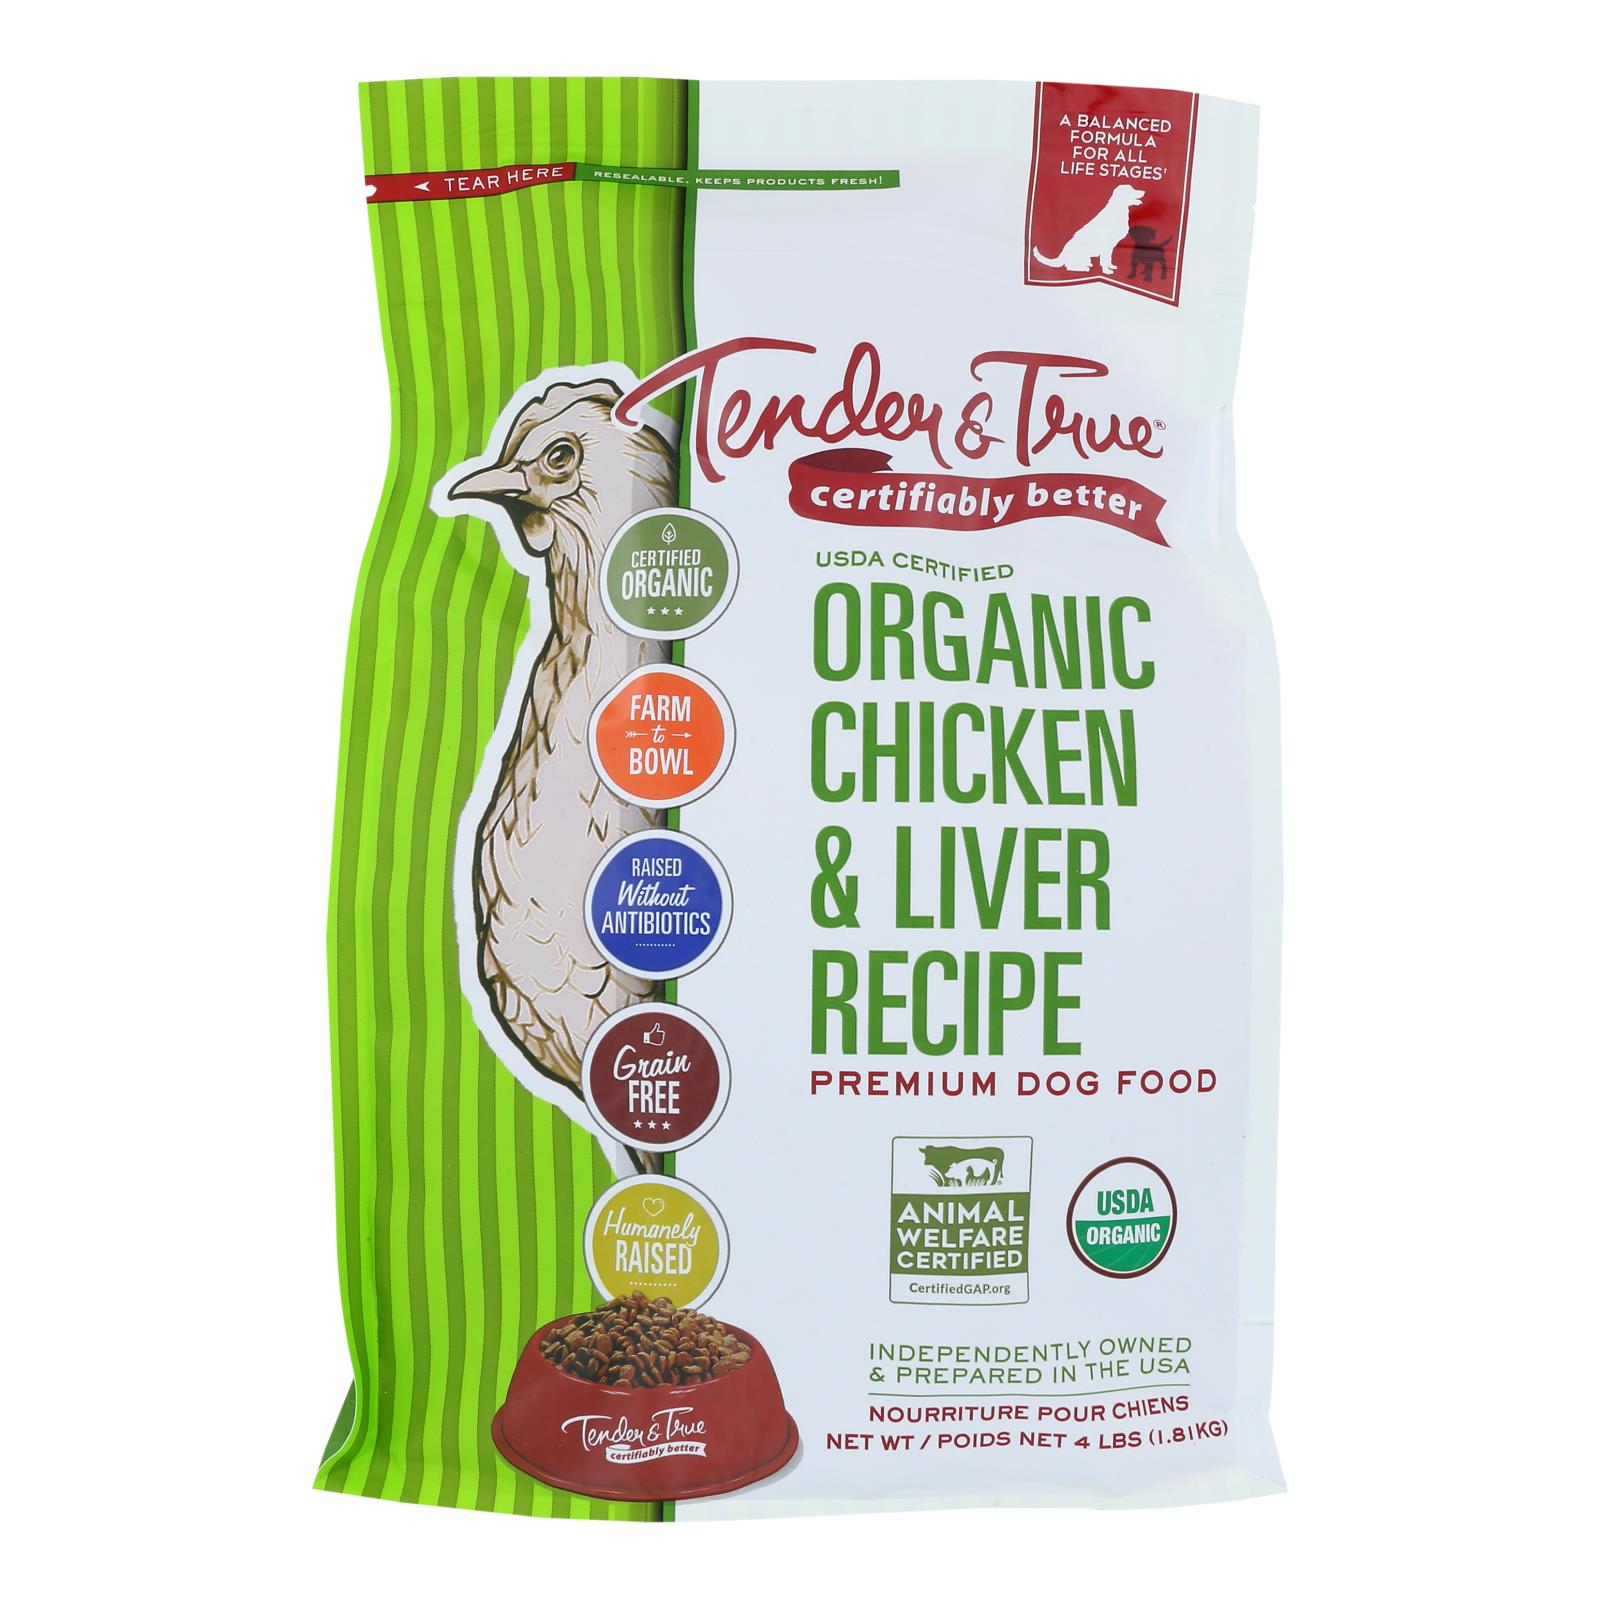 A BALANCED
FORMULA
FOR ALL
LIFE STAGES†
TEAR HERE
RESEALABLE. KEEPS PRODUCTS FRESH!
Tender & True®
certifiably better
USDA CERTIFIED
ORGANIC
CHICKEN
& LIVER
RECIPE
PREMIUM DOG FOOD
CERTIFIED
ORGANIC
FARM
to
BOWL
RAISED
Without
ANTIBIOTICS
Grain
FREE
Humanely
RAISED
Tender & True
certifiably better
ANIMAL
WELFARE
CERTIFIED
CertifiedGAP.org
USDA
ORGANIC
INDEPENDENTLY OWNED
& PREPARED IN THE USA
NOURRITURE POUR CHIENS
NET WT / POIDS NET 4 LBS (1.81KG)